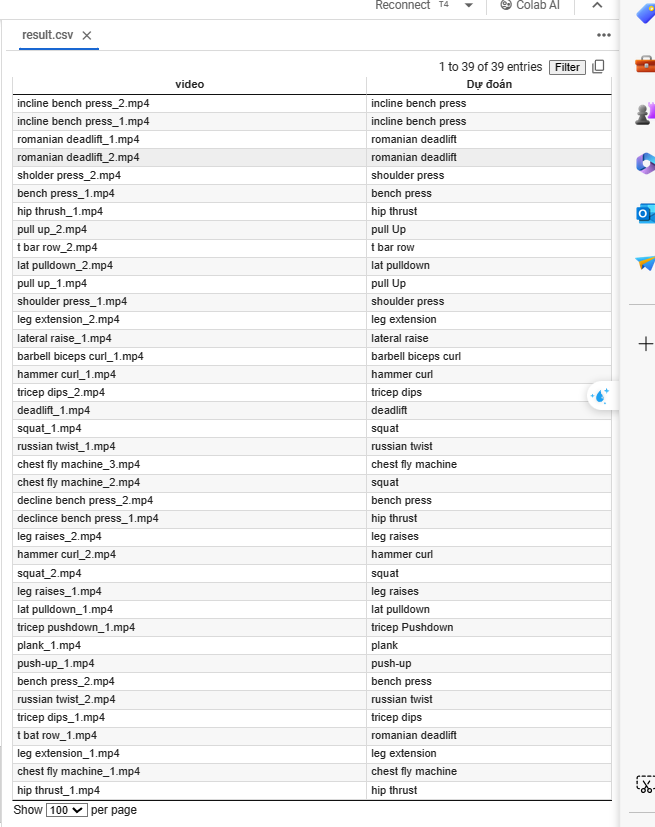 Reconnect T4 Colab AI
result.csv
1 to 39 of 39 entries Filter
video Dự đoán
incline bench press_2.mp4 incline bench press
incline bench press_1.mp4 incline bench press
romanian deadlift_1.mp4 romanian deadlift
romanian deadlift_2.mp4 romanian deadlift
sholder press_2.mp4 shoulder press
bench press_1.mp4 bench press
hip thrush_1.mp4 hip thrust
pull up_2.mp4 pull Up
t bar row_2.mp4 t bar row
lat pulldown_2.mp4 lat pulldown
pull up_1.mp4 pull Up
shoulder press_1.mp4 shoulder press
leg extension_2.mp4 leg extension
lateral raise_1.mp4 lateral raise
barbell biceps curl_1.mp4 barbell biceps curl
hammer curl_1.mp4 hammer curl
tricep dips_2.mp4 tricep dips
deadlift_1.mp4 deadlift
squat_1.mp4 squat
russian twist_1.mp4 russian twist
chest fly machine_3.mp4 chest fly machine
chest fly machine_2.mp4 squat
decline bench press_2.mp4 bench press
declince bench press_1.mp4 hip thrust
leg raises_2.mp4 leg raises
hammer curl_2.mp4 hammer curl
squat_2.mp4 squat
leg raises_1.mp4 leg raises
lat pulldown_1.mp4 lat pulldown
tricep pushdown_1.mp4 tricep Pushdown
plank_1.mp4 plank
push-up_1.mp4 push-up
bench press_2.mp4 bench press
russian twist_2.mp4 russian twist
tricep dips_1.mp4 tricep dips
t bat row_1.mp4 romanian deadlift
leg extension_1.mp4 leg extension
chest fly machine_1.mp4 chest fly machine
hip thrust_1.mp4 hip thrust
Show 100 per page